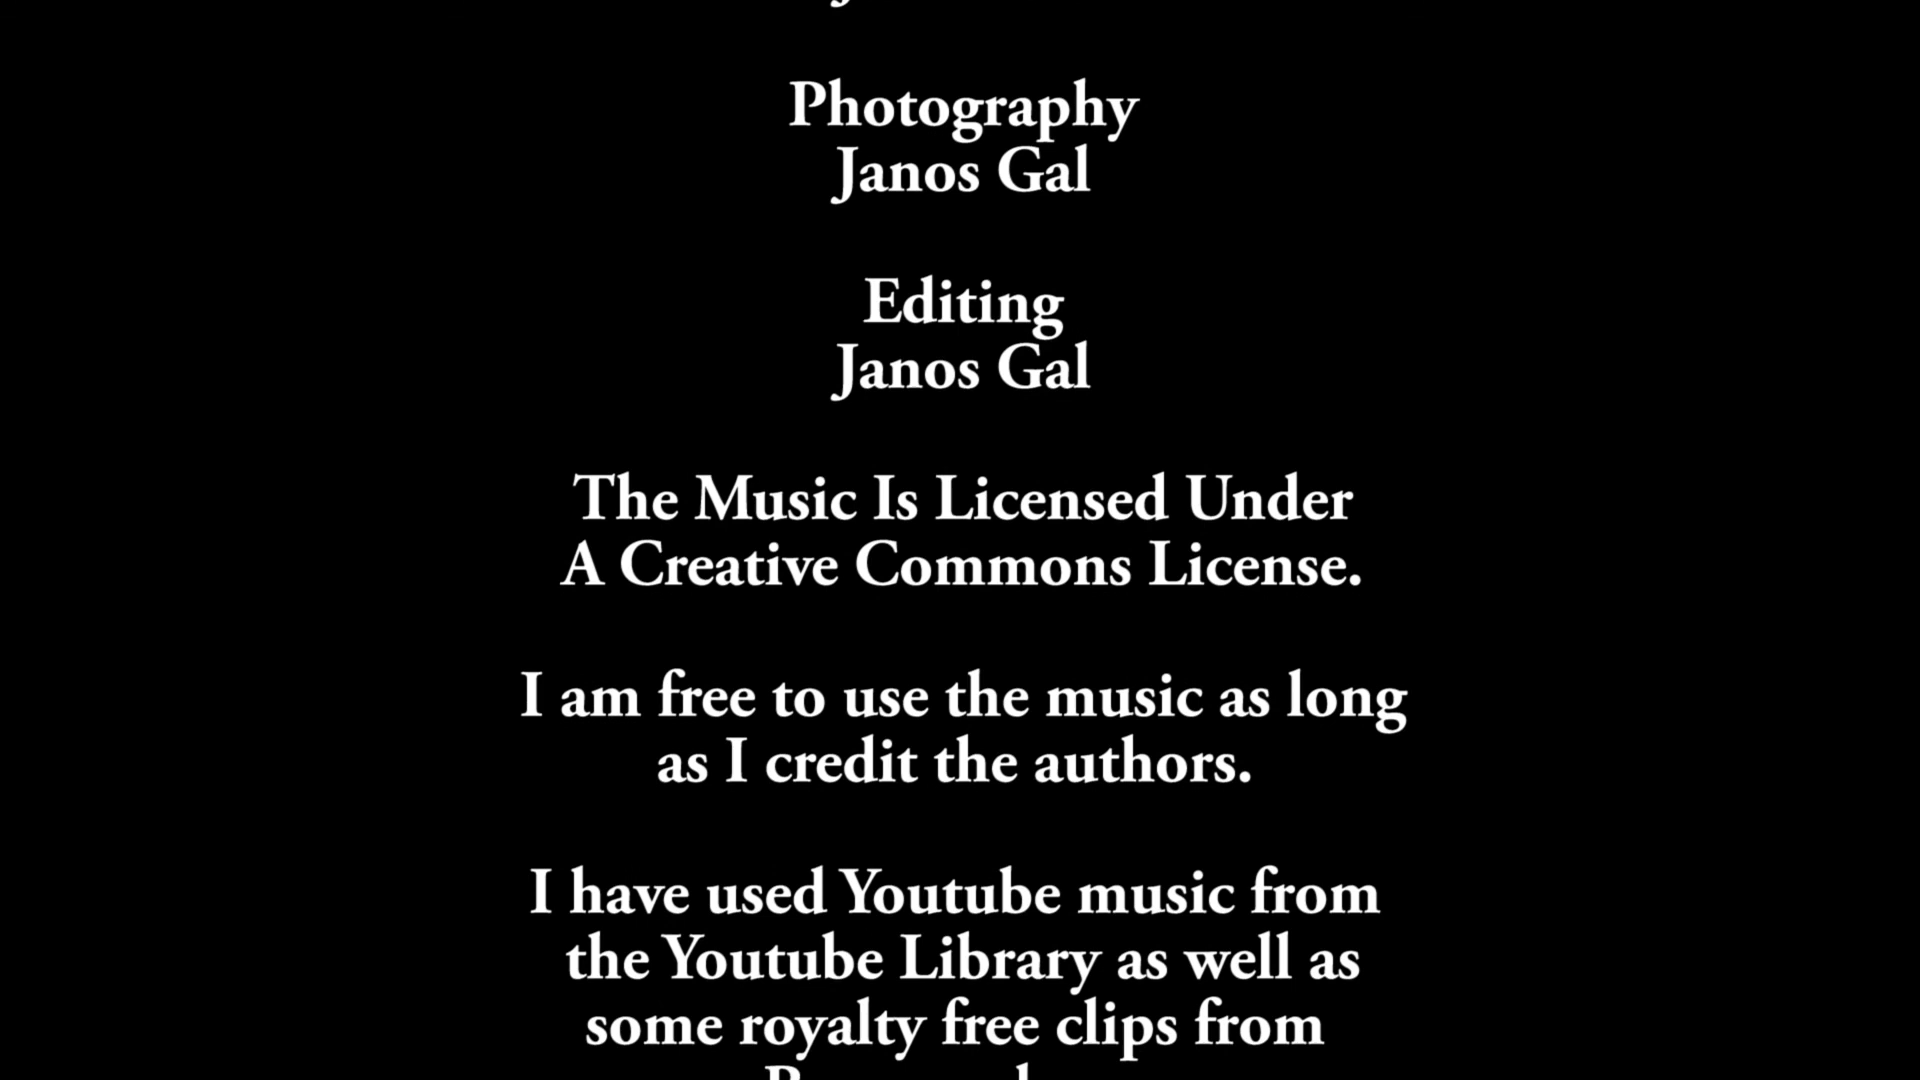 Photography
Janos Gal
Editing
Janos Gal
The Music Is Licensed Under
A Creative Commons License.
I am free to use the music as long
as I credit the authors.
I have used Youtube music from
the Youtube Library as well as
some royalty free clips from